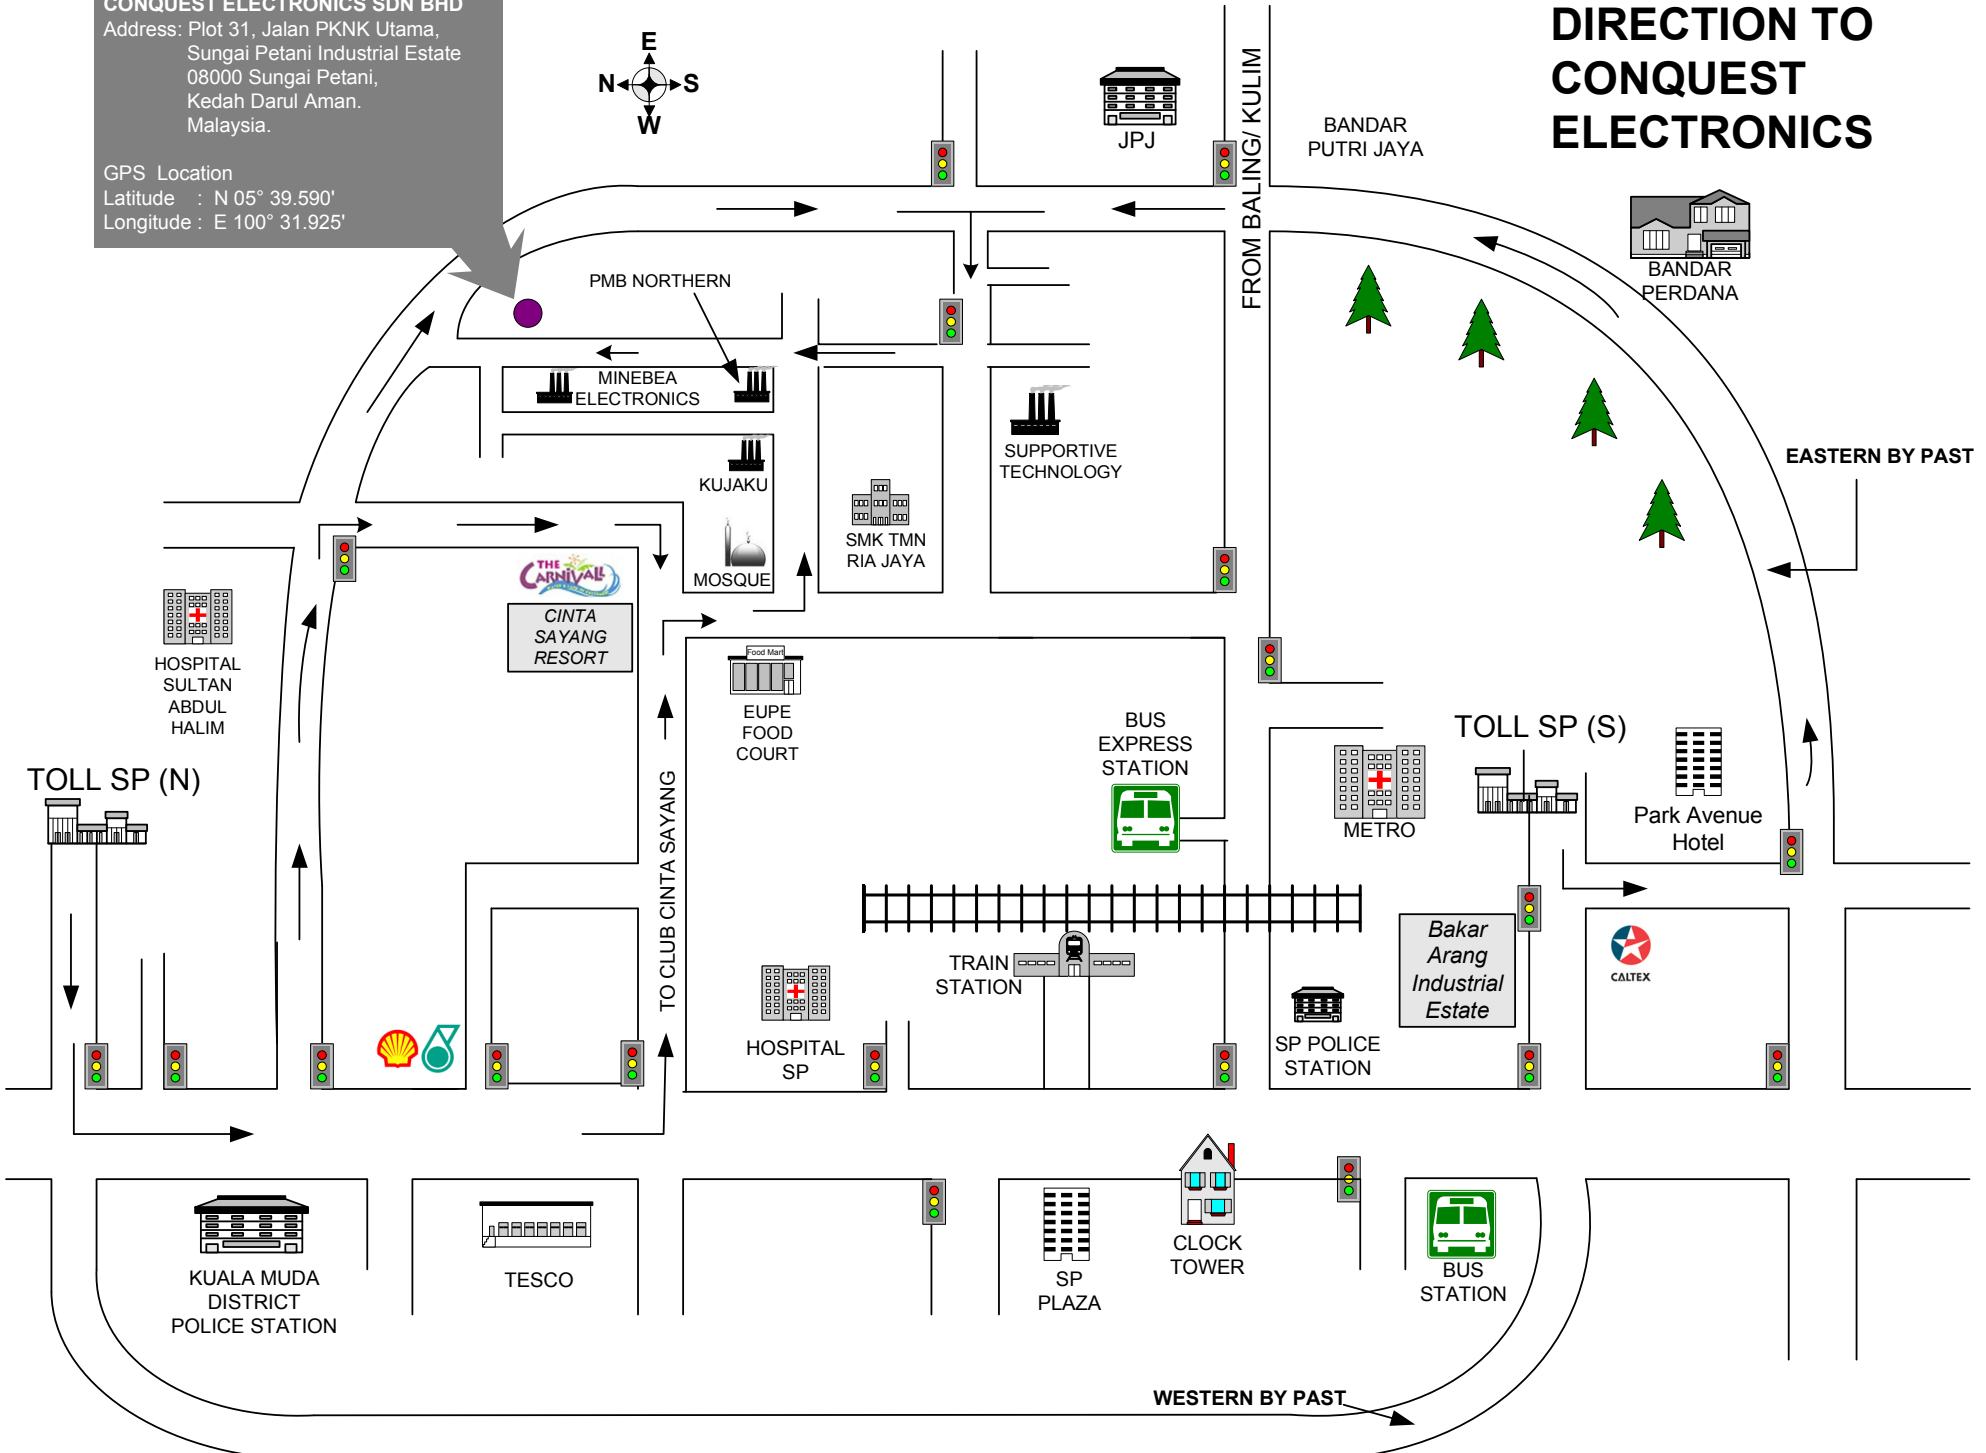 CONQUEST ELECTRONICS SDN BHD
Address: Plot 31, Jalan PKNK Utama,
Sungai Petani Industrial Estate
08000 Sungai Petani,
Kedah Darul Aman.
Malaysia.
GPS Location
Latitude : N 05° 39.590'
Longitude : E 100° 31.925'
E
N
S
W
DIRECTION TO
CONQUEST
ELECTRONICS
JPJ
FROM BALING/ KULIM
BANDAR
PUTRI JAYA
BANDAR
PERDANA
PMB NORTHERN
MINEBEA
ELECTRONICS
SUPPORTIVE
TECHNOLOGY
EASTERN BY PAST
KUJAKU
SMK TMN
RIA JAYA
MOSQUE
THE
CARNIVALL
CINTA
SAYANG
RESORT
HOSPITAL
SULTAN
ABDUL
HALIM
Food Mart
EUPE
FOOD
COURT
BUS
EXPRESS
STATION
TOLL SP (S)
METRO
Park Avenue
Hotel
TOLL SP (N)
TO CLUB CINTA SAYANG
TRAIN
STATION
Bakar
Arang
Industrial
Estate
CALTEX
HOSPITAL
SP
SP POLICE
STATION
KUALA MUDA
DISTRICT
POLICE STATION
TESCO
SP
PLAZA
CLOCK
TOWER
BUS
STATION
WESTERN BY PAST